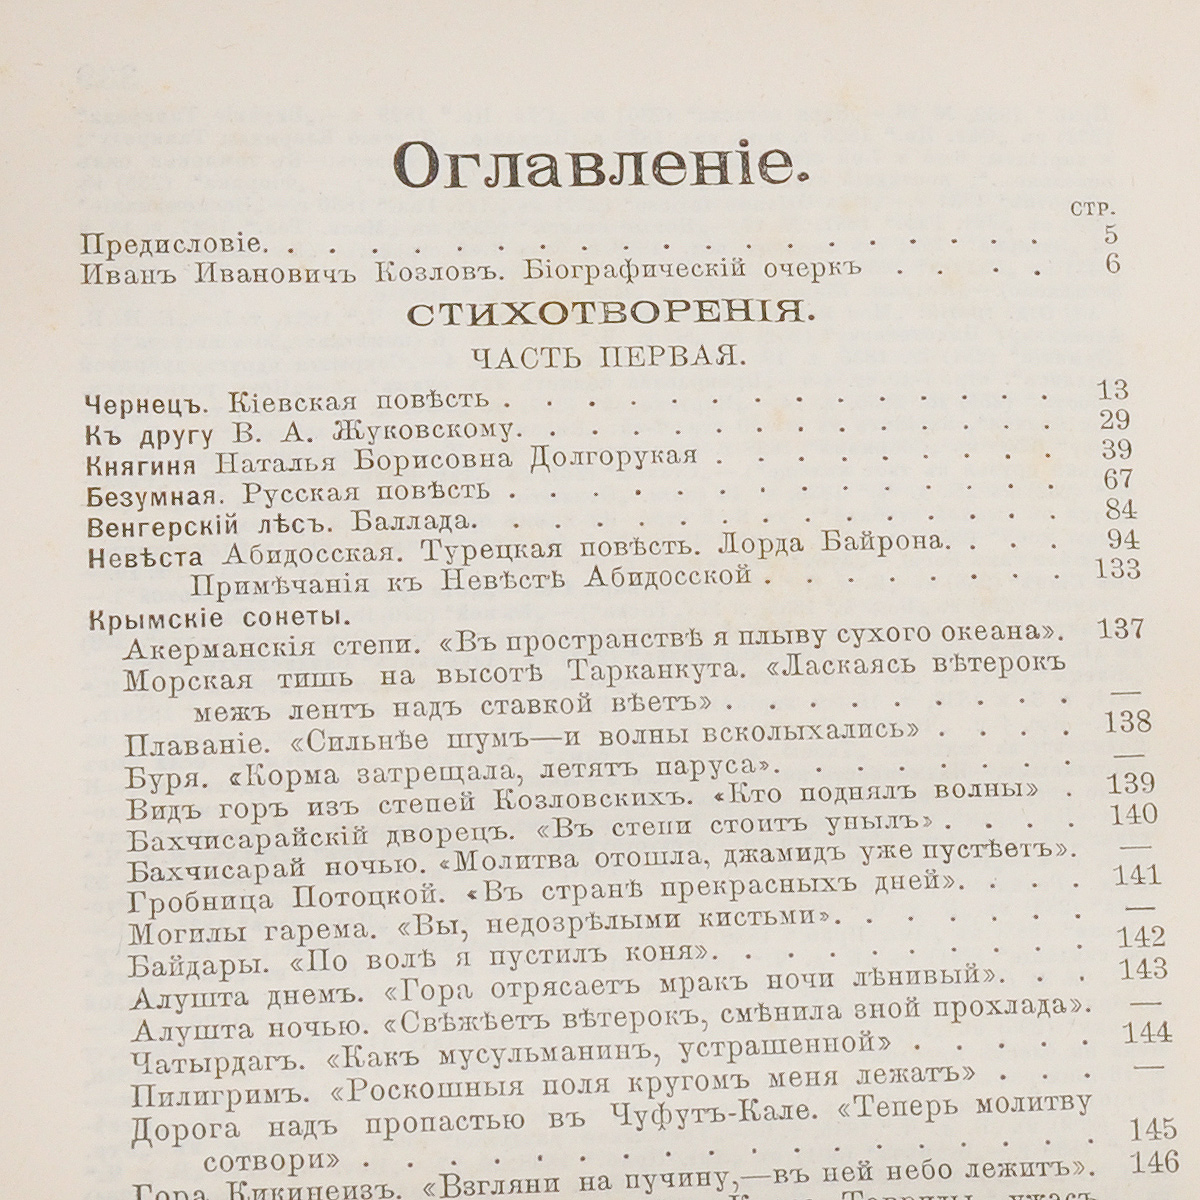 Оглавленіе.
СТР.
Предисловіе. . . . . . . . . . . . . . . . . . . 5
Иванъ Ивановичъ Козловъ. Біографическій очеркъ . . . . 6
СТИХОТВОРЕНІЯ.
ЧАСТЬ ПЕРВАЯ.
Чернецъ. Кіевская повѣсть . . . . . . . . . . . . . 13
Къ другу В. А. Жуковскому. . . . . . . . . . . . . 29
Княгиня Наталья Борисовна Долгорукая . . . . . . . . 39
Безумная. Русская повѣсть . . . . . . . . . . . . . 67
Венгерскій лѣсъ. Баллада. . . . . . . . . . . . . . 84
Невѣста Абидосская. Турецкая повѣсть. Лорда Байрона. . . . 94
Примѣчанія къ Невѣстѣ Абидосской . . . . . . . . 133
Крымскіе сонеты.
Акерманскія степи. «Въ пространствѣ я плыву сухого океана». 137
Морская тишь на высотѣ Тарканкута. «Ласкаясь вѣтерокъ
межъ лентъ надъ ставкой вѣетъ» . . . . . . . . . —
Плаваніе. «Сильнѣе шумъ—и волны всколыхались» . . . . 138
Буря. «Корма затрещала, летятъ паруса». . . . . . . . —
Видъ горъ изъ степей Козловскихъ. «Кто поднялъ волны» . 139
Бахчисарайскій дворецъ. «Въ степи стоитъ унылъ» . . . . 140
Бахчисарай ночью. «Молитва отошла, джамидъ уже пустѣетъ». —
Гробница Потоцкой. «Въ странѣ прекрасныхъ дней». . . . 141
Могилы гарема. «Вы, недозрѣлыми кистьми». . . . . . . —
Байдары. «По волѣ я пустилъ коня». . . . . . . . . . 142
Алушта днемъ. «Гора отрясаетъ мракъ ночи лѣнивый». . . 143
Алушта ночью. «Свѣжѣетъ вѣтерокъ, смѣнила зной прохлада». —
Чатырдагъ. «Какъ мусульманинъ, устрашенной» . . . . . 144
Пилигримъ. «Роскошныя поля кругомъ меня лежатъ» . . . —
Дорога надъ пропастью въ Чуфутъ-Кале. «Теперь молитву
сотвори» . . . . . . . . . . . . . . . . . 145
Гора Кикинеизъ. «Взгляни на пучину,—въ ней небо лежитъ». 146